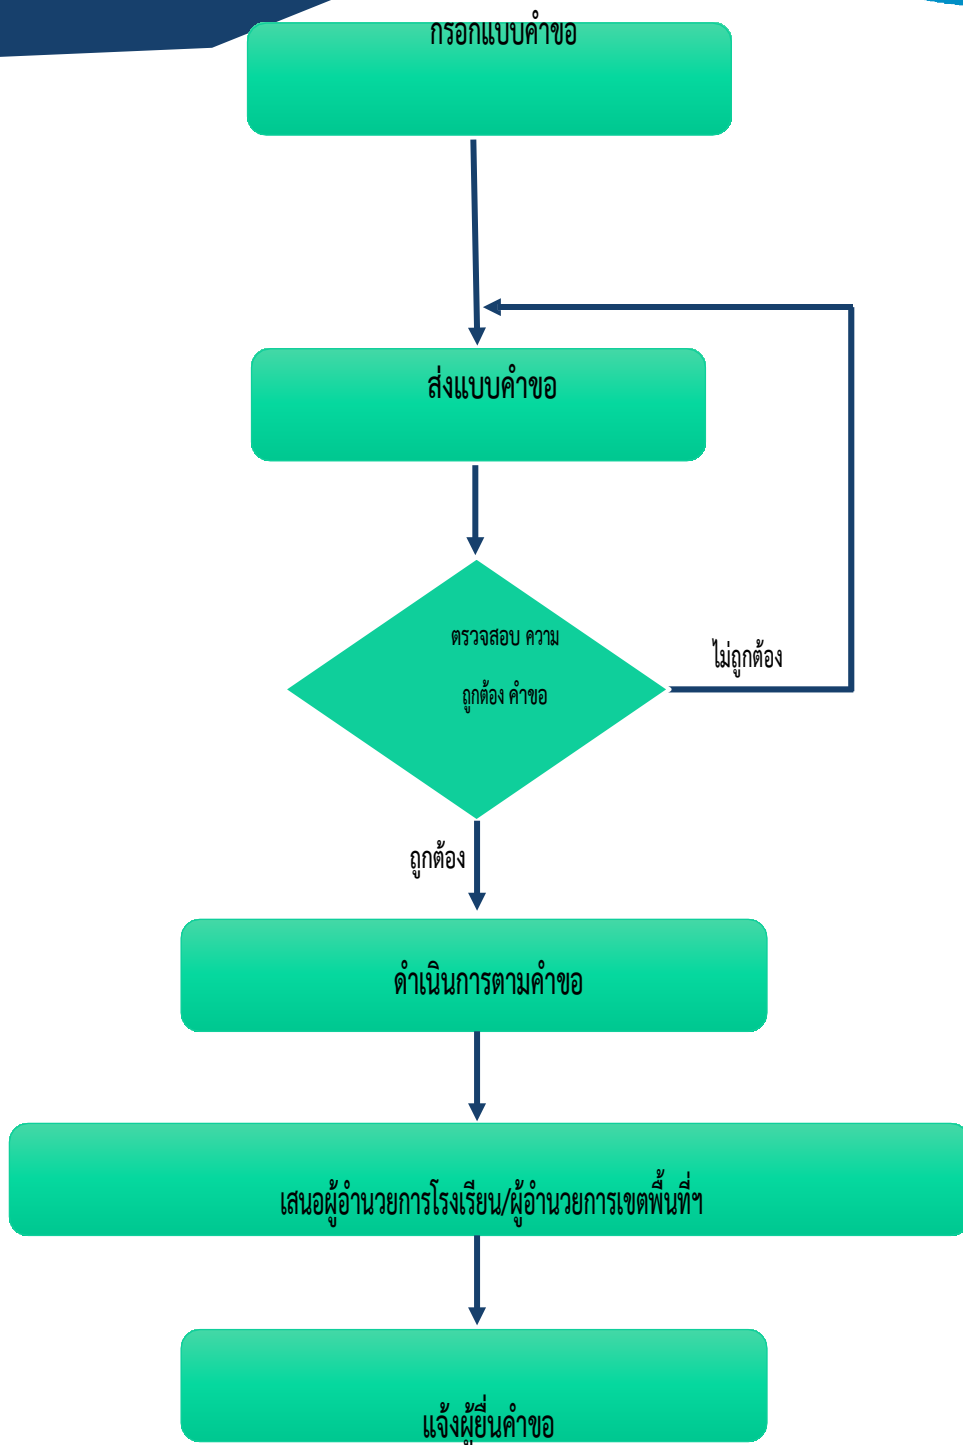 กรอกแบบคำขอ
ส่งแบบคำขอ
ตรวจสอบ ความ
ถูกต้อง คำขอ
ไม่ถูกต้อง
ถูกต้อง
ดำเนินการตามคำขอ
เสนอผู้อำนวยการโรงเรียน/ผู้อำนวยการเขตพื้นที่ฯ
แจ้งผู้ยื่นคำขอ